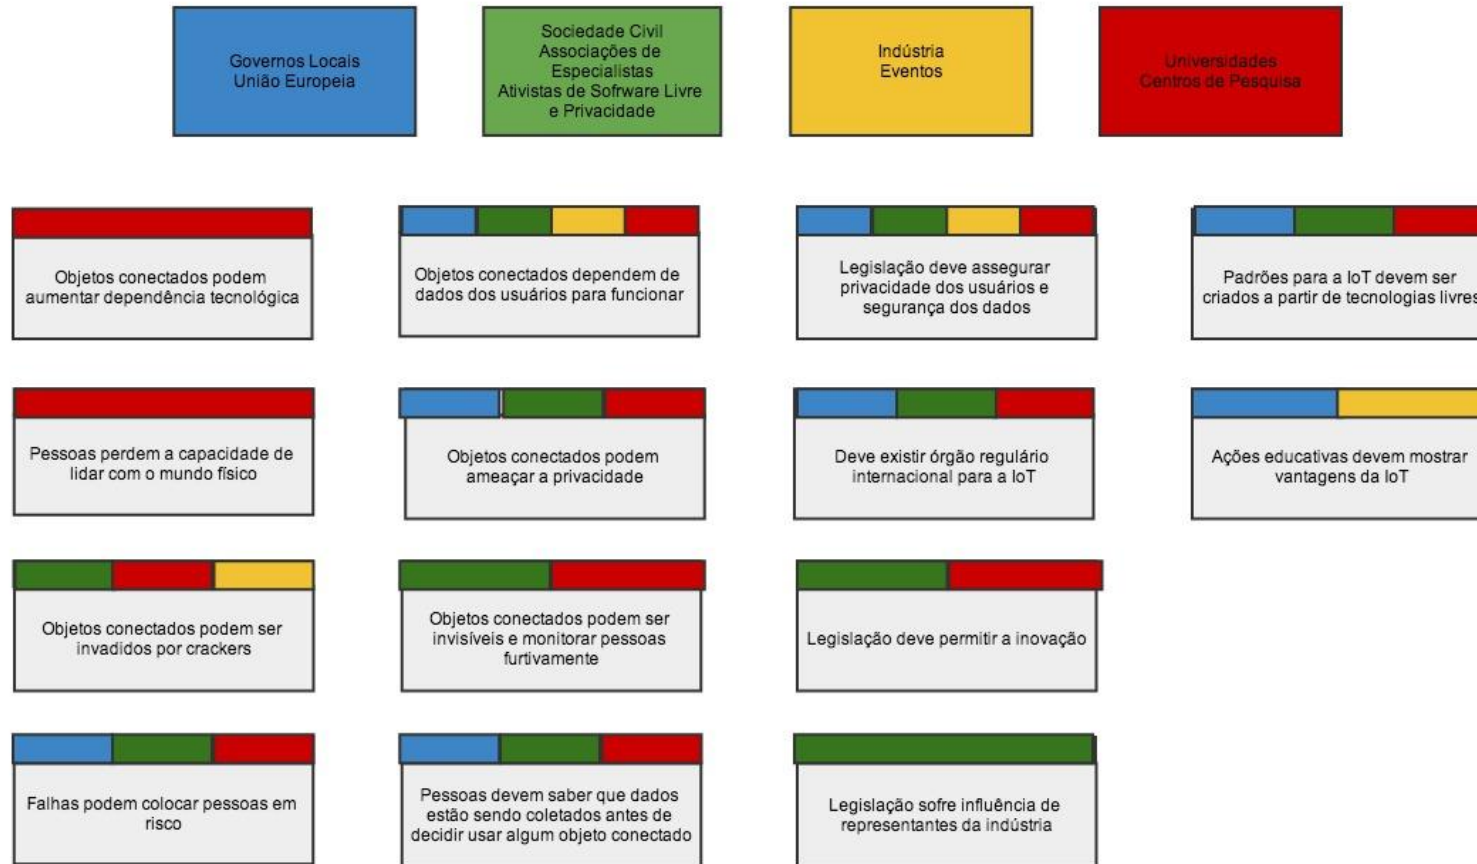 Governos Locais
União Europeia
Sociedade Civil
Associações de
Especialistas
Ativistas de Sofrware Livre
e Privacidade
Indústria
Eventos
Universidades
Centros de Pesquisa
Objetos conectados podem
aumentar dependência tecnológica
Objetos conectados dependem de
dados dos usuários para funcionar
Legislação deve assegurar
privacidade dos usuários e
segurança dos dados
Padrões para a IoT devem ser
criados a partir de tecnologias livres
Pessoas perdem a capacidade de
lidar com o mundo físico
Objetos conectados podem
ameaçar a privacidade
Deve existir órgão regulário
internacional para a IoT
Ações educativas devem mostrar
vantagens da IoT
Objetos conectados podem ser
invadidos por crackers
Objetos conectados podem ser
invisíveis e monitorar pessoas
furtivamente
Legislação deve permitir a inovação
Falhas podem colocar pessoas em
risco
Pessoas devem saber que dados
estão sendo coletados antes de
decidir usar algum objeto conectado
Legislação sofre influência de
representantes da indústria